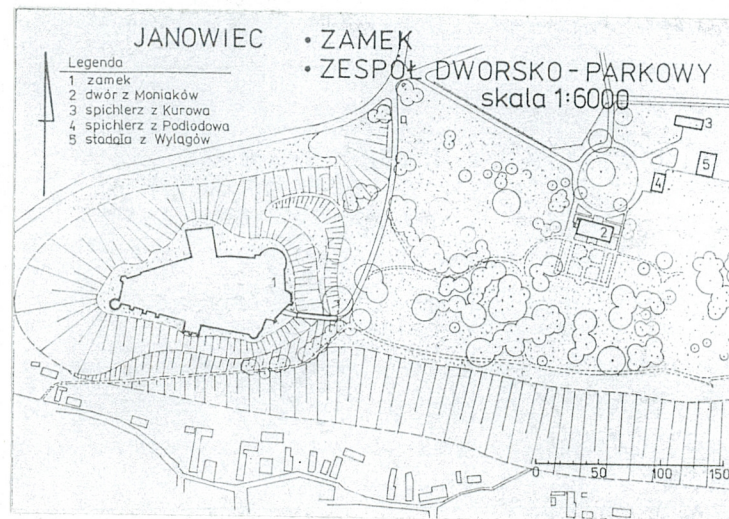 JANOWIEC • ZAMEK
• ZESPÓŁ DWORSKO-PARKOWY
skala 1:6000
Legenda
1 zamek
2 dwór z Moniaków
3 spichlerz z Kurowa
4 spichlerz z Podlodowa
5 stodoła z Wylągów
3
5
4
2
1
0 50 100 150